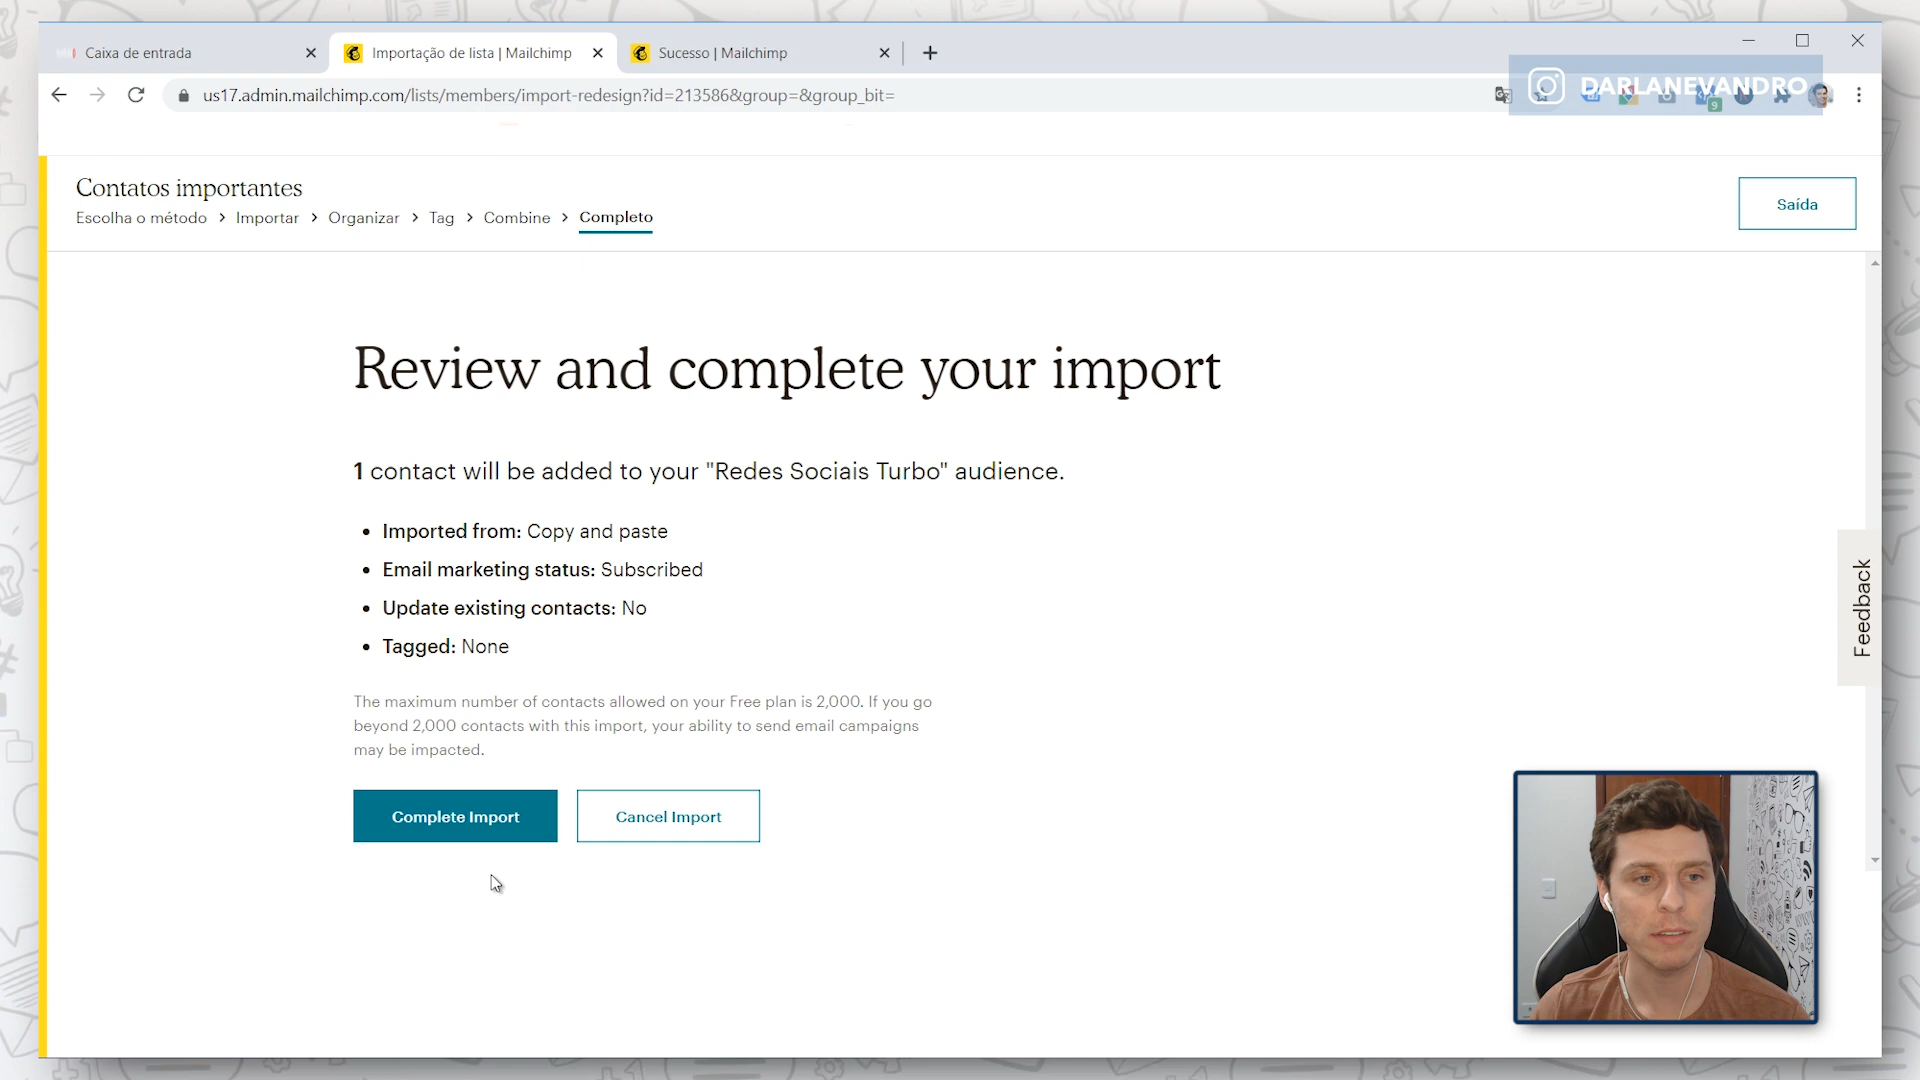 Caixa de entrada
Importação de lista | Mailchimp
Sucesso | Mailchimp
us17.admin.mailchimp.com/lists/members/import-redesign?id=213586&group=&group_bit=
DARLANEVANDRO
9
Contatos importantes
Saída
Escolha o método > Importar > Organizar > Tag > Combine > Completo
Review and complete your import
1 contact will be added to your "Redes Sociais Turbo" audience.
• Imported from: Copy and paste
• Email marketing status: Subscribed
• Update existing contacts: No
• Tagged: None
Feedback
The maximum number of contacts allowed on your Free plan is 2,000. If you go
beyond 2,000 contacts with this import, your ability to send email campaigns
may be impacted.
Complete Import
Cancel Import